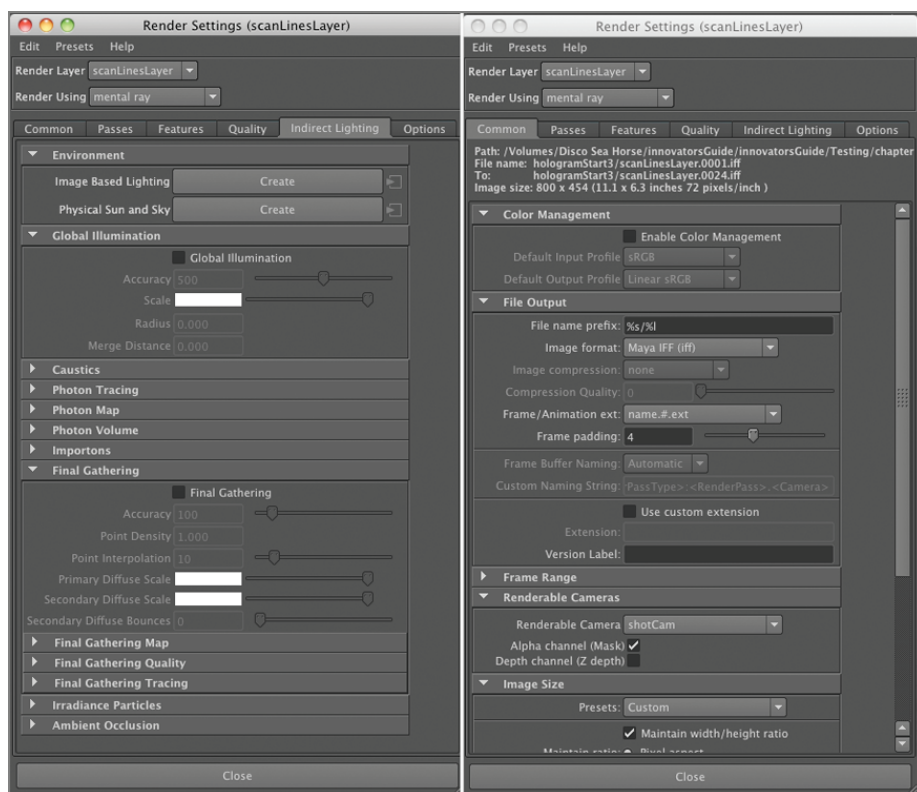 Render Settings (scanLinesLayer)
Edit Presets Help
Render Layer scanLinesLayer
Render Using mental ray
Common Passes Features Quality Indirect Lighting Options
Environment
Image Based Lighting Create
Physical Sun and Sky Create
Global Illumination
Global Illumination
Accuracy 500
Scale
Radius 0.000
Merge Distance 0.000
Caustics
Photon Tracing
Photon Map
Photon Volume
Importons
Final Gathering
Final Gathering
Accuracy 100
Point Density 1.000
Point Interpolation 10
Primary Diffuse Scale
Secondary Diffuse Scale
Secondary Diffuse Bounces 0
Final Gathering Map
Final Gathering Quality
Final Gathering Tracing
Irradiance Particles
Ambient Occlusion
Close
Render Settings (scanLinesLayer)
Edit Presets Help
Render Layer scanLinesLayer
Render Using mental ray
Common Passes Features Quality Indirect Lighting Options
Path: /Volumes/Disco Sea Horse/innovatorsGuide/innovatorsGuide/Testing/chapter
File name: hologramStart3/scanLinesLayer.0001.iff
To: hologramStart3/scanLinesLayer.0024.iff
Image size: 800 x 454 (11.1 x 6.3 inches 72 pixels/inch )
Color Management
Enable Color Management
Default Input Profile sRGB
Default Output Profile Linear sRGB
File Output
File name prefix: %s/%l
Image format: Maya IFF (iff)
Image compression: none
Compression Quality: 0
Frame/Animation ext: name.#.ext
Frame padding: 4
Frame Buffer Naming: Automatic
Custom Naming String: PassType>:<RenderPass>.<Camera>
Use custom extension
Extension:
Version Label:
Frame Range
Renderable Cameras
Renderable Camera shotCam
Alpha channel (Mask)
Depth channel (Z depth)
Image Size
Presets: Custom
Maintain width/height ratio
Maintain ratio: Pixel aspect
Close